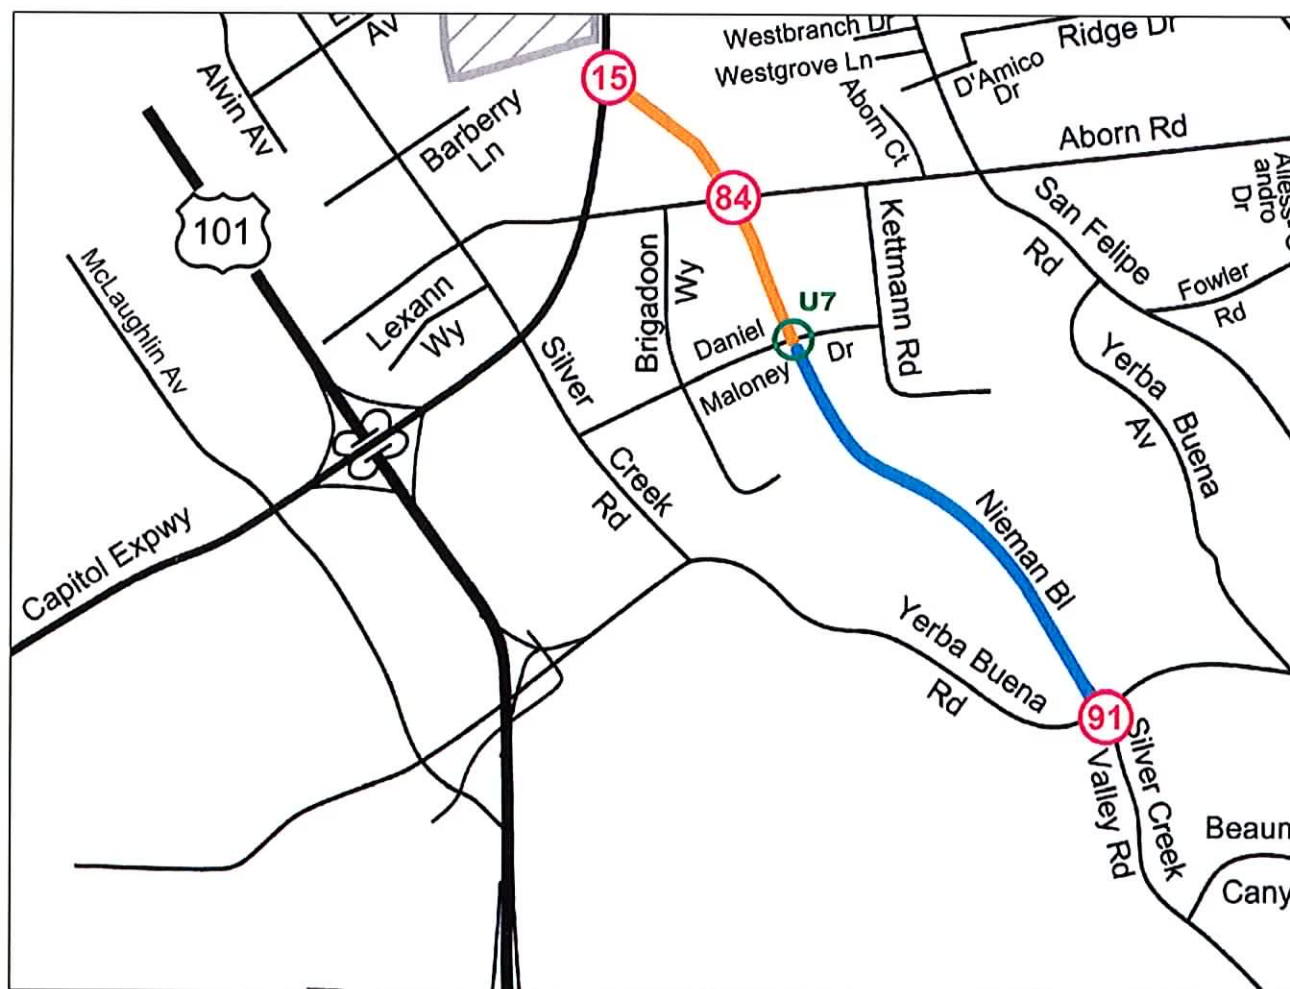 Av
Alvin Av
Barberry
Ln
15
Westbranch Dr
Westgrove Ln
Ridge Dr
D'Amico
Dr
Aborn Ct
Aborn Rd
84
101
McLaughlin Av
Lexann
Wy
Brigadoon
Wy
Kettmann Rd
San Felipe
Rd
andro
Dr
Fowler
Rd
U7
Daniel
Maloney
Dr
Silver
Creek
Rd
Yerba
Buena
Av
Capitol Expwy
Nieman Bl
Yerba Buena
Rd
91
Silver Creek
Valley Rd